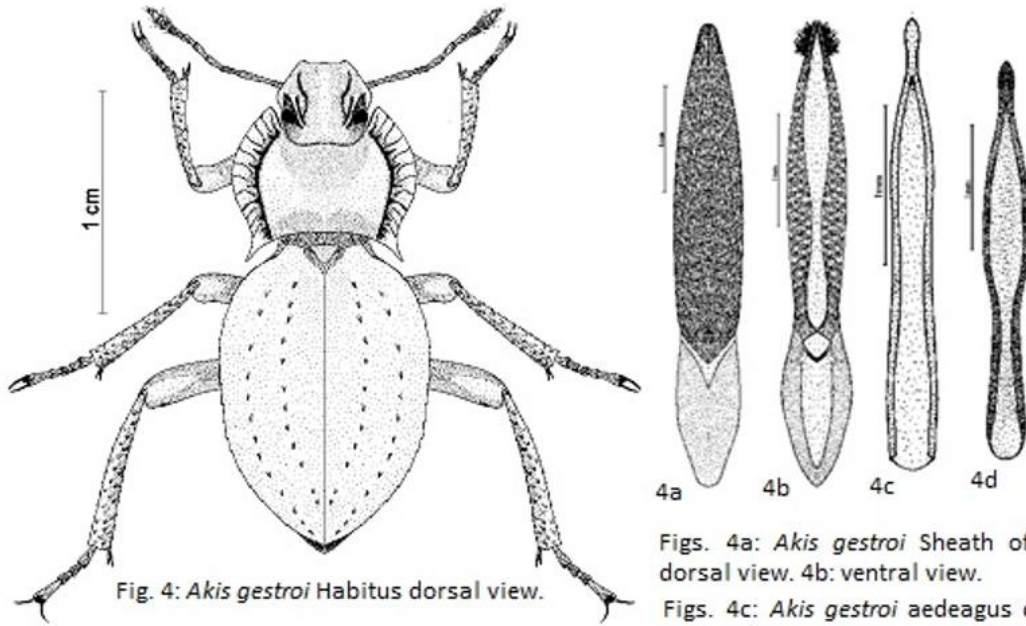 1 cm
4a
4b
4c
4d
Fig. 4: Akis gestroi Habitus dorsal view.
Figs. 4a: Akis gestroi Sheath of
dorsal view. 4b: ventral view.
Figs. 4c: Akis gestroi aedeagus